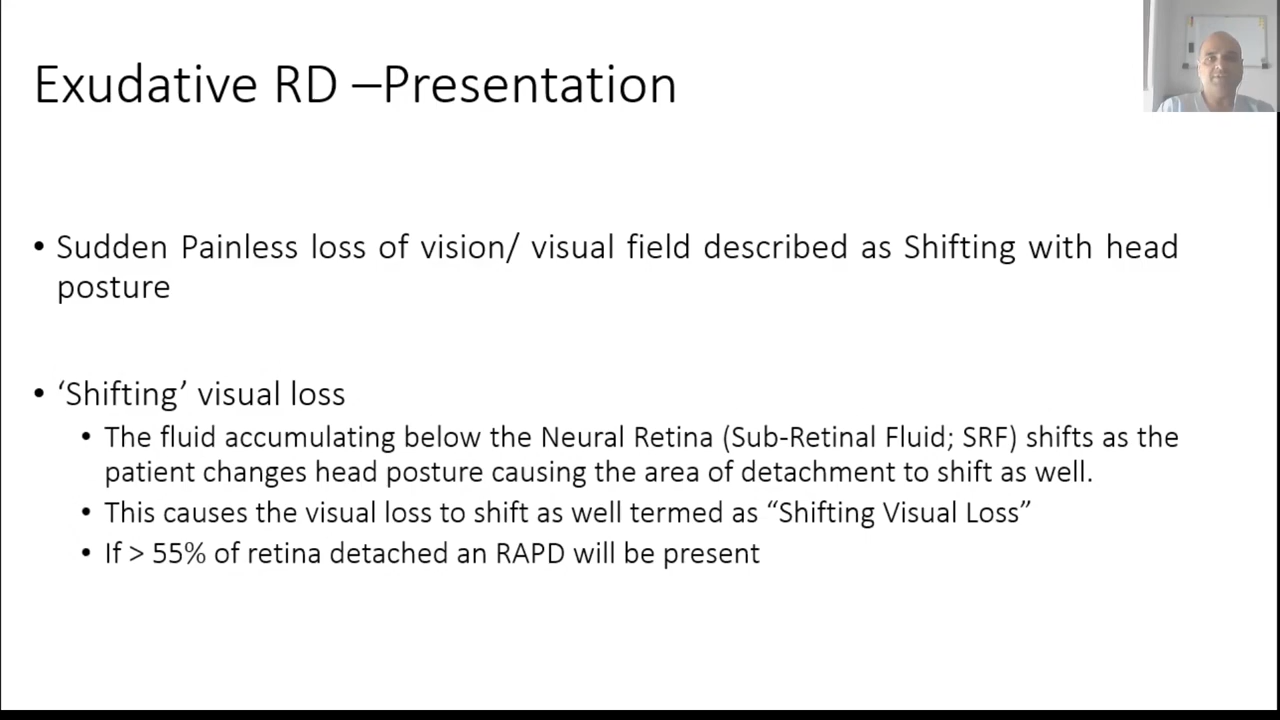 Exudative RD –Presentation
• Sudden Painless loss of vision/ visual field described as Shifting with head
posture
• ‘Shifting’ visual loss
• The fluid accumulating below the Neural Retina (Sub-Retinal Fluid; SRF) shifts as the
patient changes head posture causing the area of detachment to shift as well.
• This causes the visual loss to shift as well termed as “Shifting Visual Loss”
• If > 55% of retina detached an RAPD will be present